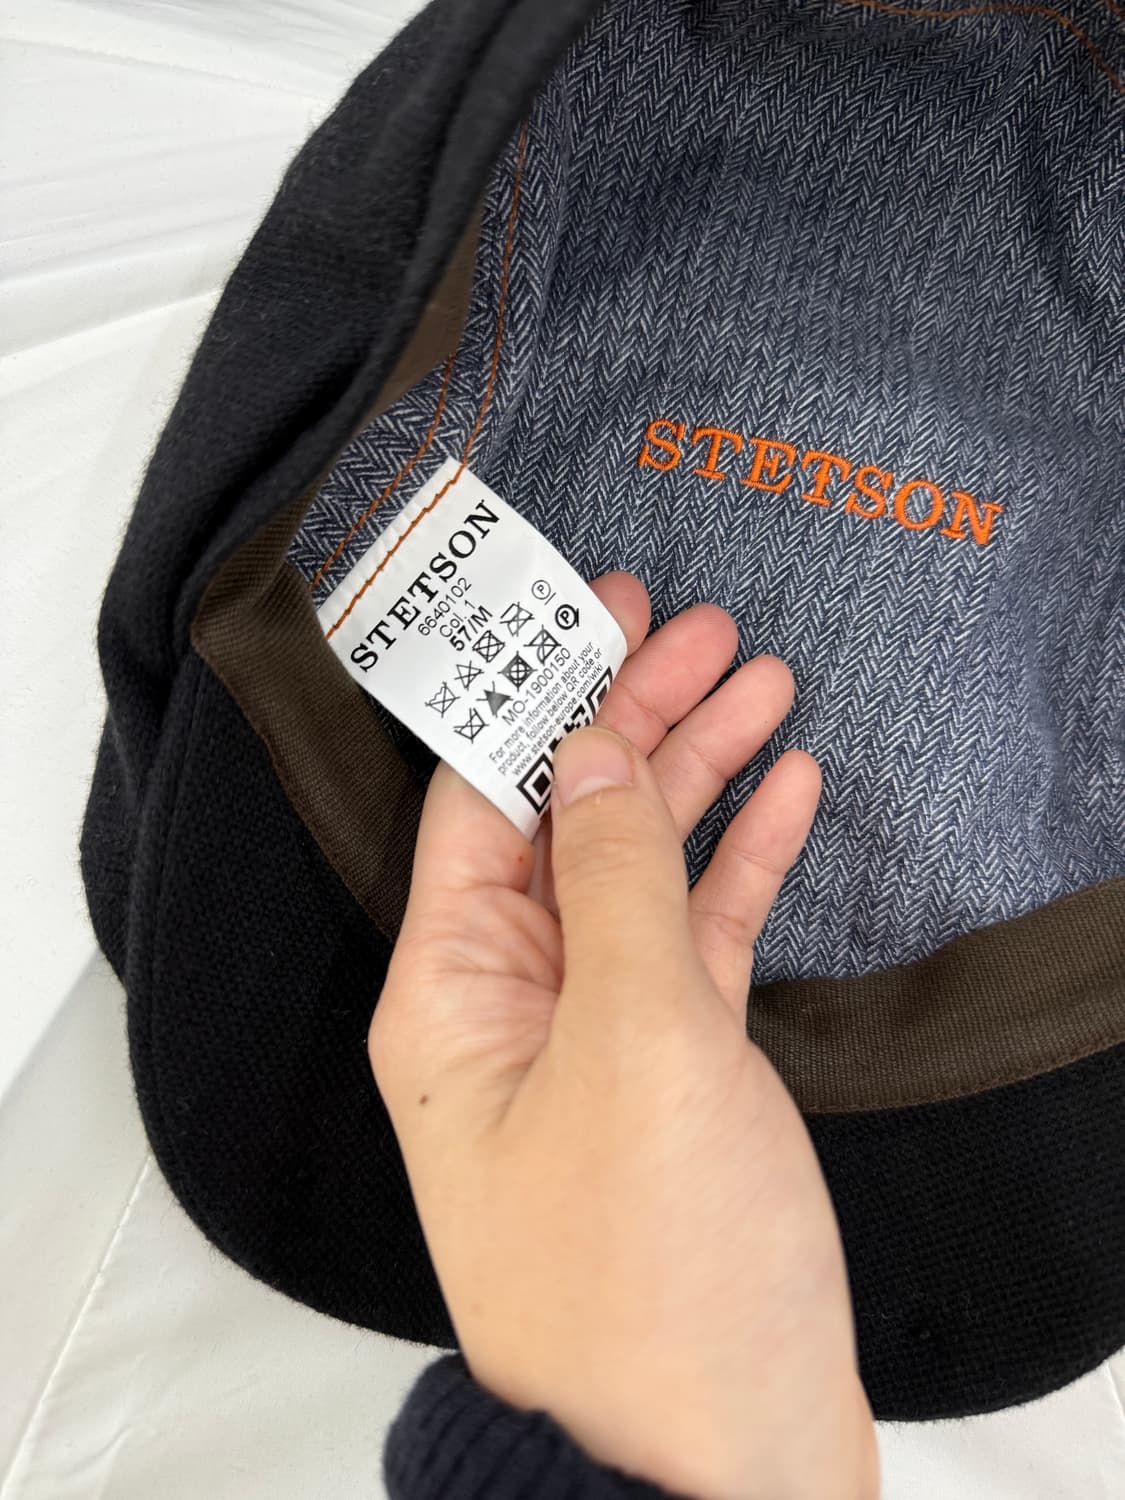 STETSON
STETSON
6640102
Col. 1
57/M
P
P
MO-1900150
For more information about your
product, follow below QR code or
www.stetson-europe.com/wiki